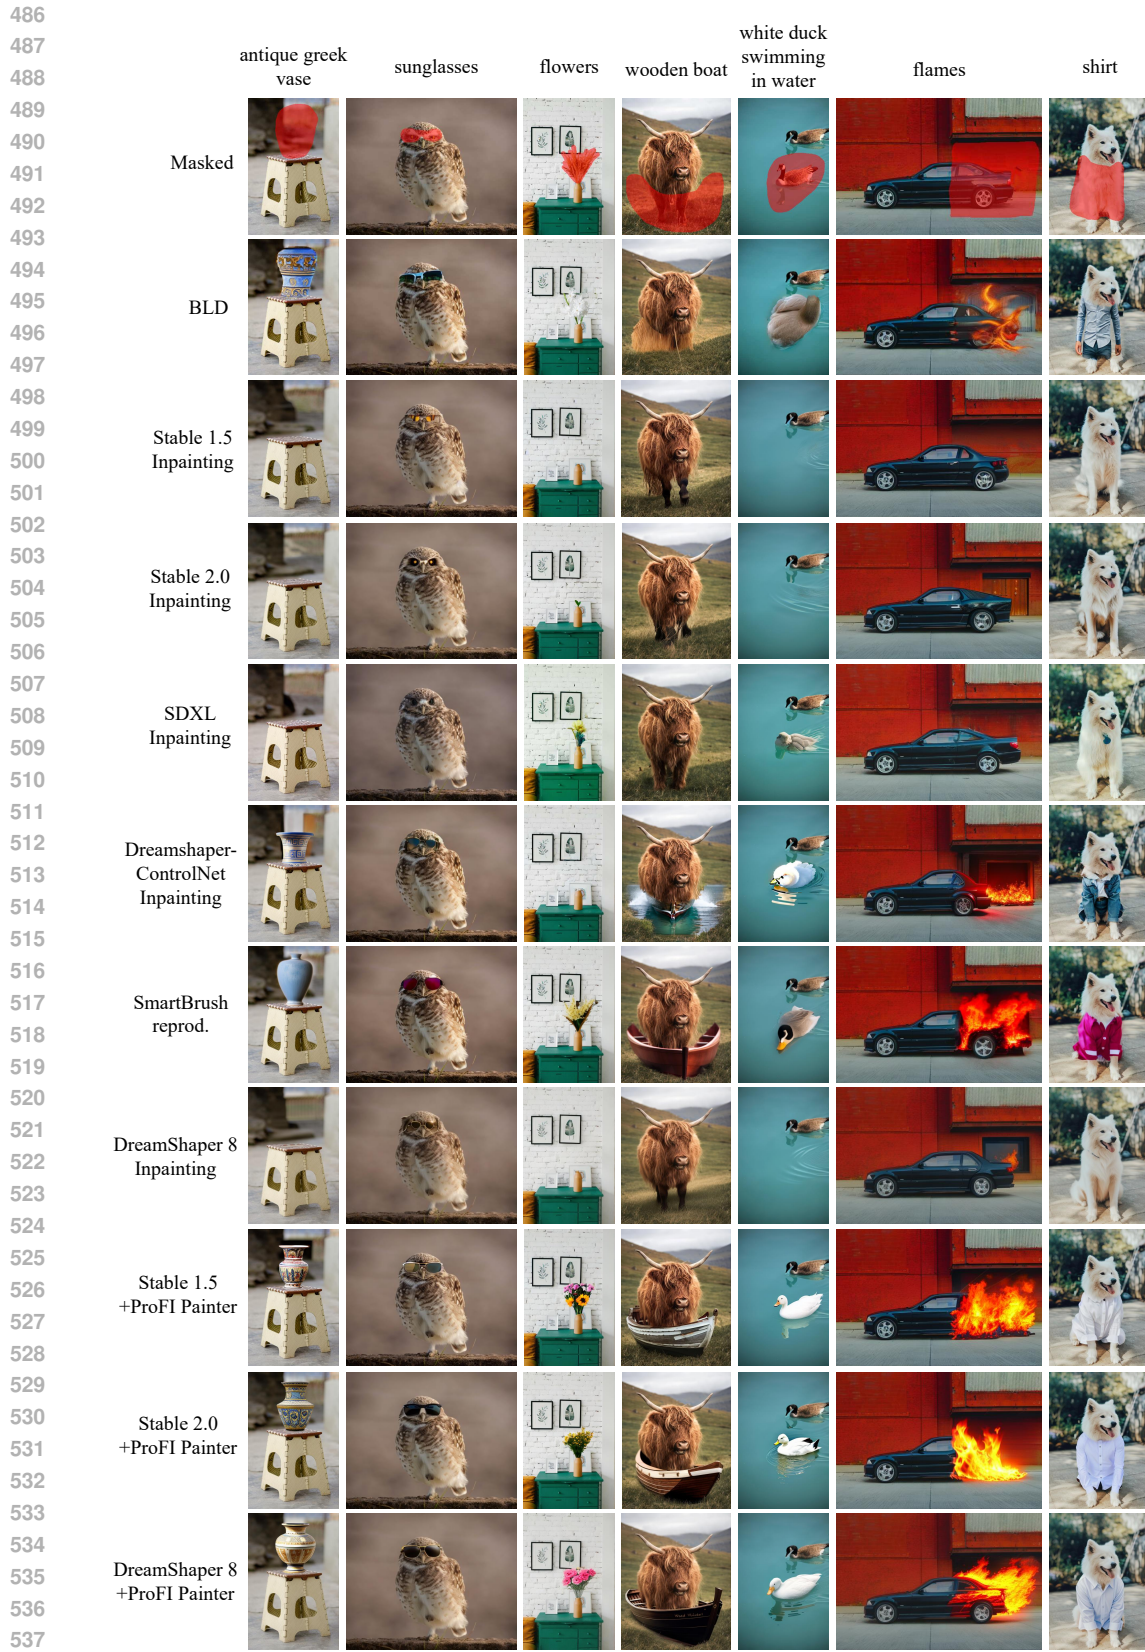 486
487
488
489
490
491
492
493
494
495
496
497
498
499
500
501
502
503
504
505
506
507
508
509
510
511
512
513
514
515
516
517
518
519
520
521
522
523
524
525
526
527
528
529
530
531
532
533
534
535
536
537
antique greek
vase
sunglasses
flowers
wooden boat
white duck
swimming
in water
flames
shirt
Masked
BLD
Stable 1.5
Inpainting
Stable 2.0
Inpainting
SDXL
Inpainting
Dreamshaper-
ControlNet
Inpainting
SmartBrush
reprod.
DreamShaper 8
Inpainting
Stable 1.5
+ProFI Painter
Stable 2.0
+ProFI Painter
DreamShaper 8
+ProFI Painter